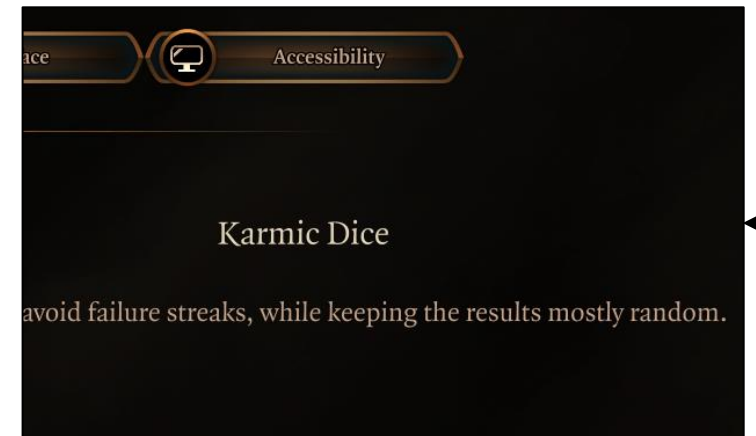 ace
Accessibility
Karmic Dice
avoid failure streaks, while keeping the results mostly random.